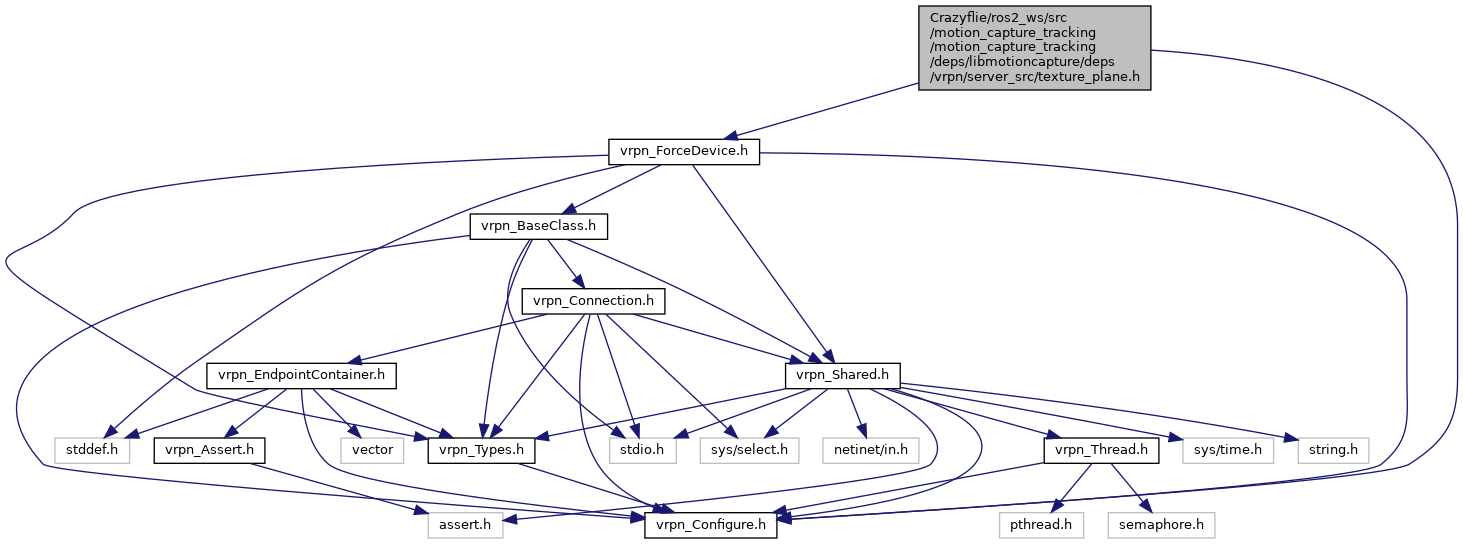 Crazyflie/ros2_ws/src
/motion_capture_tracking
/motion_capture_tracking
/deps/libmotioncapture/deps
/vrpn/server_src/texture_plane.h
vrpn_ForceDevice.h
vrpn_BaseClass.h
vrpn_Connection.h
vrpn_EndpointContainer.h
vrpn_Shared.h
stddef.h
vrpn_Assert.h
vector
vrpn_Types.h
stdio.h
sys/select.h
netinet/in.h
vrpn_Thread.h
sys/time.h
string.h
assert.h
vrpn_Configure.h
pthread.h
semaphore.h